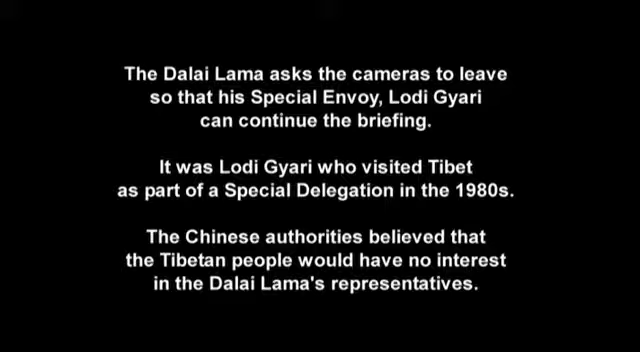 The Dalai Lama asks the cameras to leave
so that his Special Envoy, Lodi Gyari
can continue the briefing.
It was Lodi Gyari who visited Tibet
as part of a Special Delegation in the 1980s.
The Chinese authorities believed that
the Tibetan people would have no interest
in the Dalai Lama's representatives.